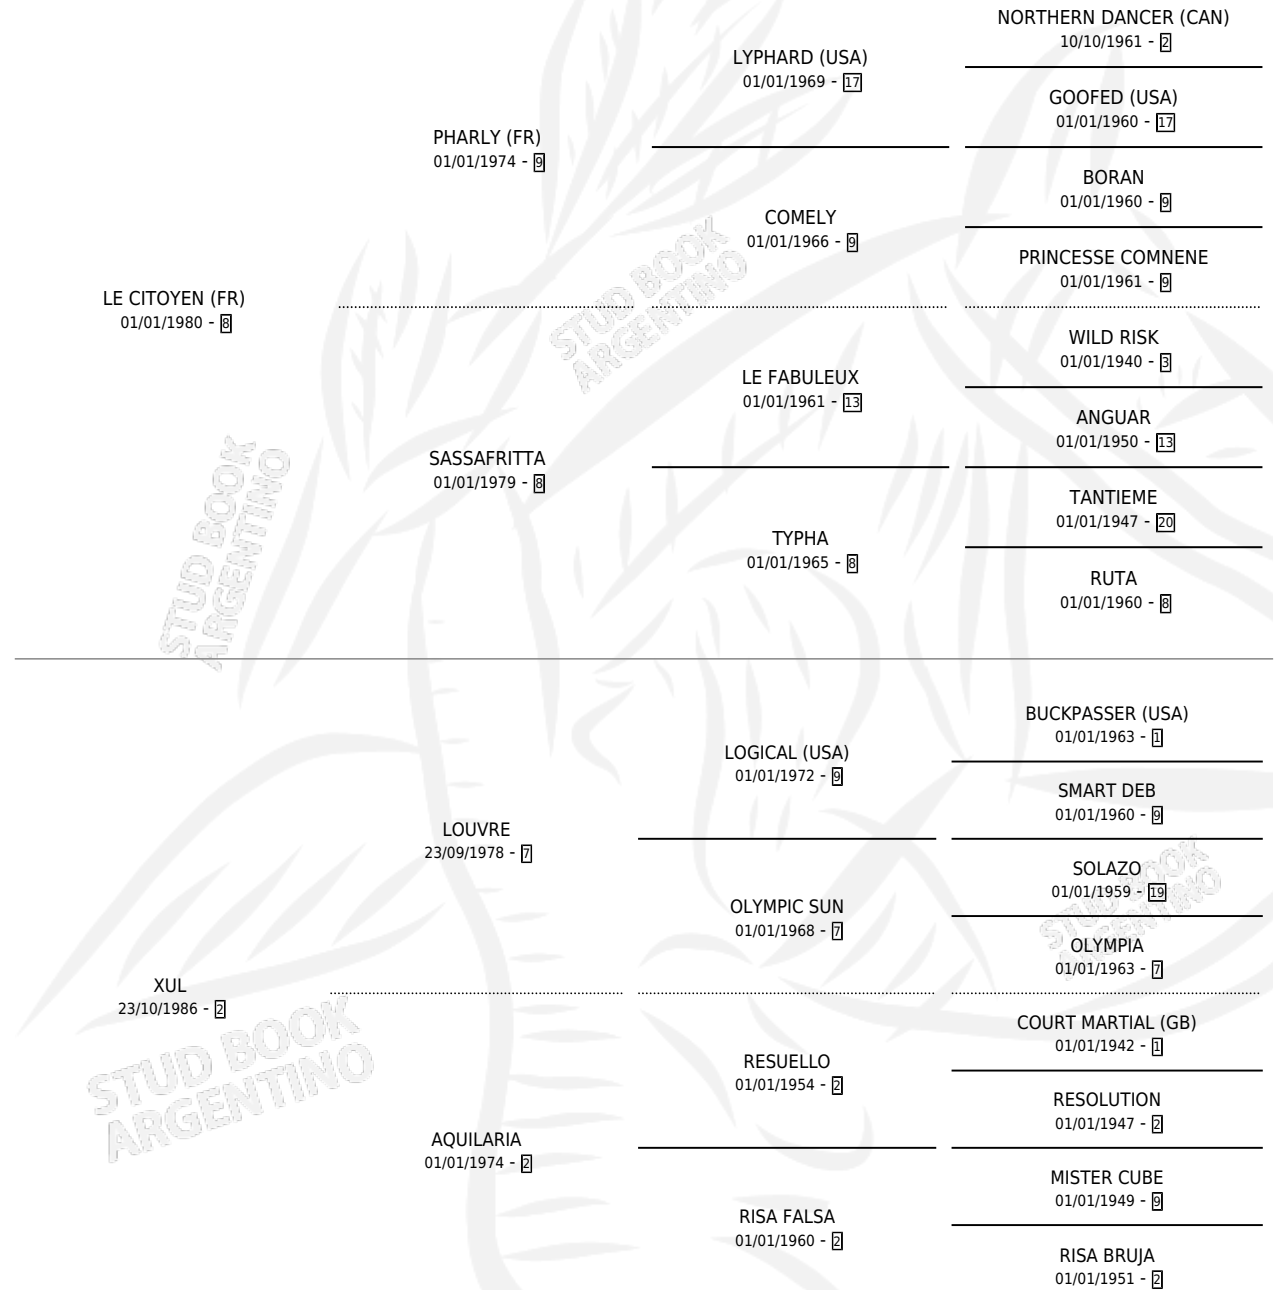 NORTHERN DANCER (CAN)
10/10/1961 - 2
LYPHARD (USA)
01/01/1969 - 17
GOOFED (USA)
01/01/1960 - 17
PHARLY (FR)
01/01/1974 - 9
BORAN
01/01/1960 - 9
COMELY
01/01/1966 - 9
PRINCESSE COMNENE
01/01/1961 - 9
LE CITOYEN (FR)
01/01/1980 - 8
WILD RISK
01/01/1940 - 3
LE FABULEUX
01/01/1961 - 13
ANGUAR
01/01/1950 - 13
SASSAFRITTA
01/01/1979 - 8
TANTIEME
01/01/1947 - 20
TYPHA
01/01/1965 - 8
RUTA
01/01/1960 - 8
STUD BOOK
ARGENTINO
STUD BOOK
ARGENTINO
BUCKPASSER (USA)
01/01/1963 - 1
LOGICAL (USA)
01/01/1972 - 9
SMART DEB
01/01/1960 - 9
LOUVRE
23/09/1978 - 7
SOLAZO
01/01/1959 - 19
OLYMPIC SUN
01/01/1968 - 7
OLYMPIA
01/01/1963 - 7
XUL
23/10/1986 - 2
COURT MARTIAL (GB)
01/01/1942 - 1
RESUELLO
01/01/1954 - 2
RESOLUTION
01/01/1947 - 2
AQUILARIA
01/01/1974 - 2
MISTER CUBE
01/01/1949 - 9
RISA FALSA
01/01/1960 - 2
RISA BRUJA
01/01/1951 - 2
STUD BOOK
ARGENTINO
STUD BOOK
ARGENTINO